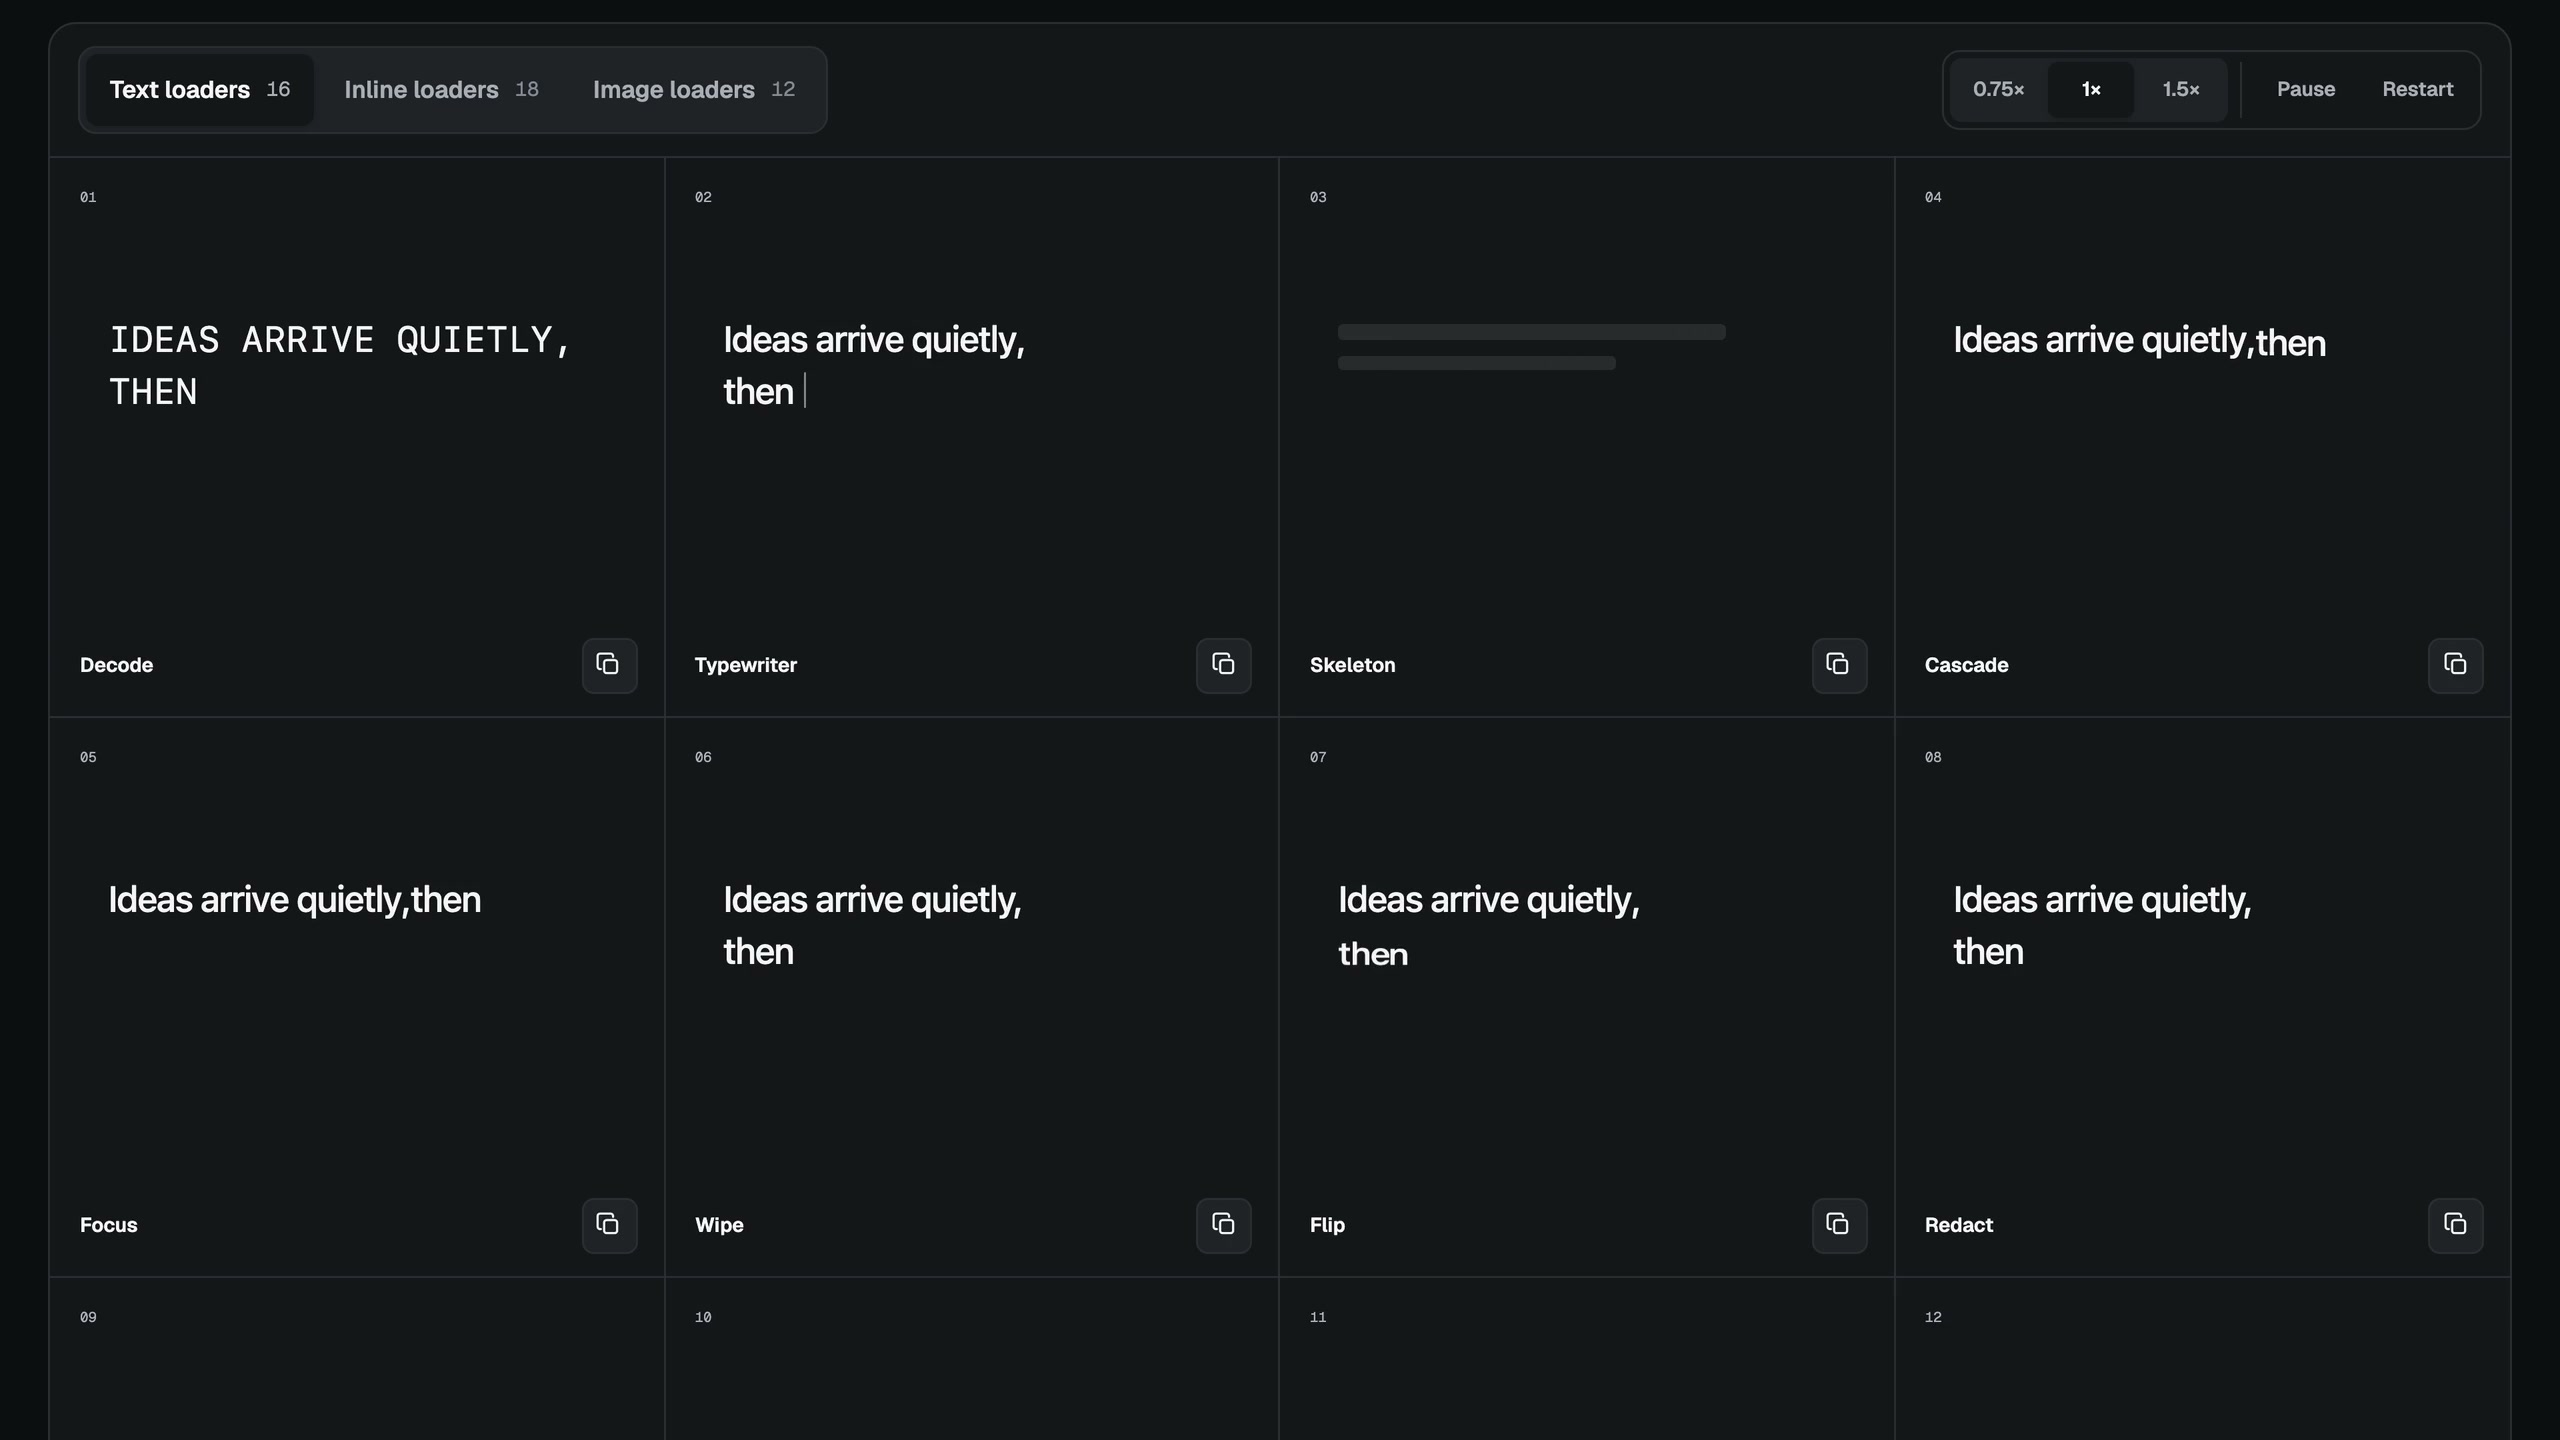 Text loaders 16 Inline loaders 18 Image loaders 12 0.75× 1× 1.5× Pause Restart
01 02 03 04
IDEAS ARRIVE QUIETLY,
THEN
Ideas arrive quietly,
then
Ideas arrive quietly,then
Decode Typewriter Skeleton Cascade
05 06 07 08
Ideas arrive quietly,then
Ideas arrive quietly,
then
Ideas arrive quietly,
then
Ideas arrive quietly,
then
Focus Wipe Flip Redact
09 10 11 12